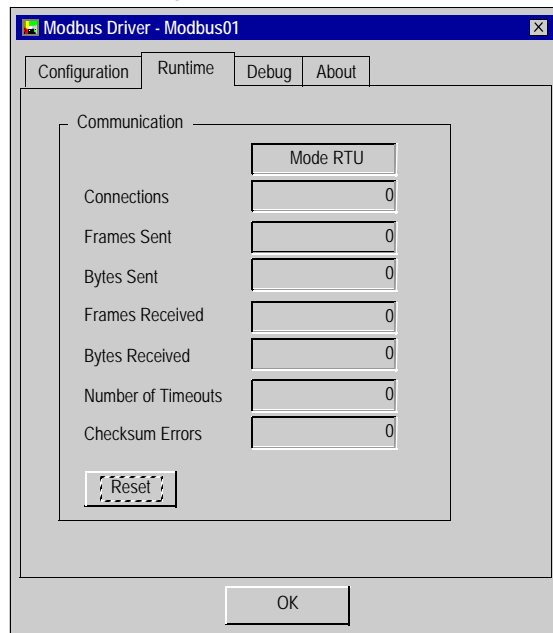 Modbus Driver - Modbus01
Configuration Runtime Debug About
Communication
Mode RTU
Connections 0
Frames Sent 0
Bytes Sent 0
Frames Received 0
Bytes Received 0
Number of Timeouts 0
Checksum Errors 0
Reset
OK